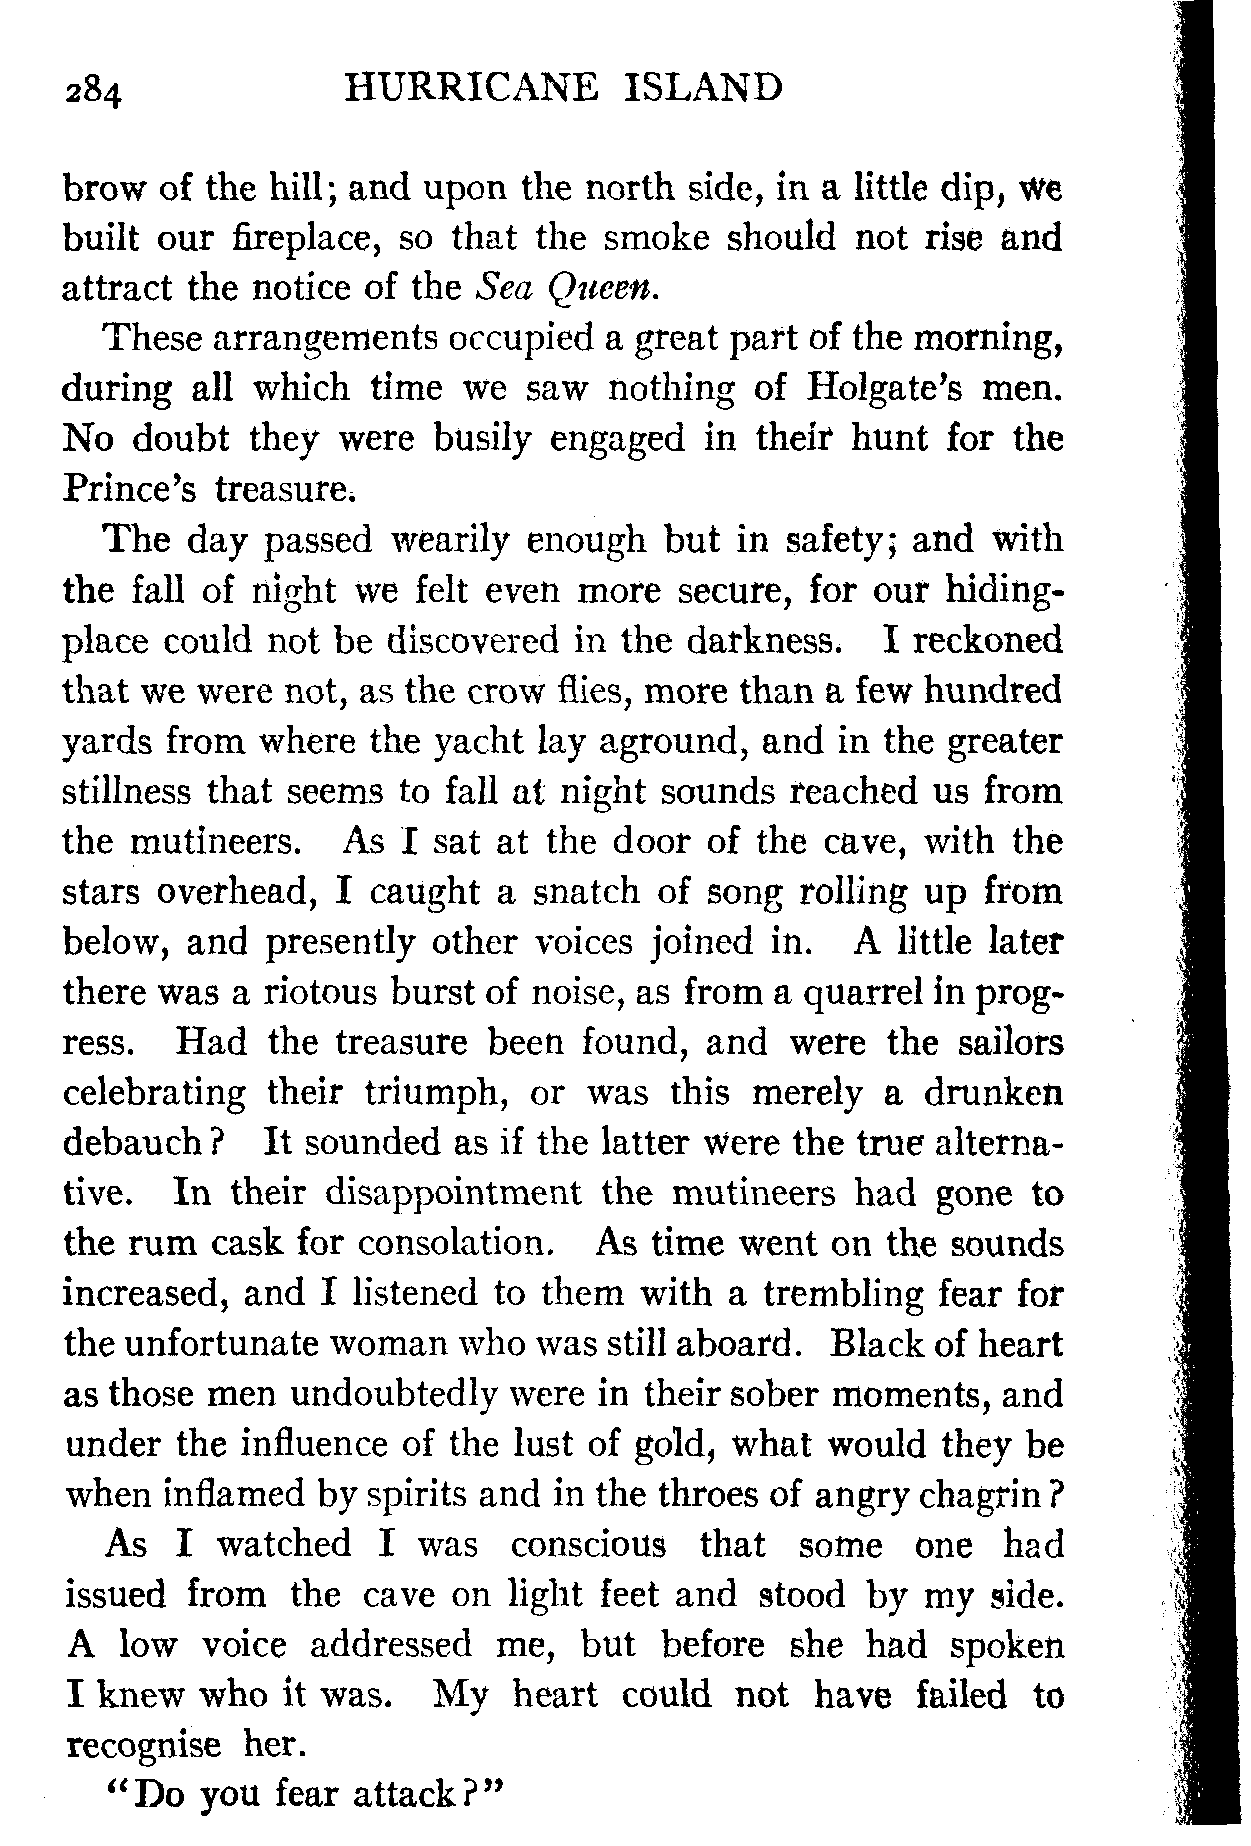 284 HURRICANE ISLAND
brow of the hill; and upon the north side, in a little dip, we
built our fireplace, so that the smoke should not rise and
attract the notice of the Sea Queen.
These arrangements occupied a great part of the morning,
during all which time we saw nothing of Holgate's men.
No doubt they were busily engaged in their hunt for the
Prince's treasure.
The day passed wearily enough but in safety; and with
the fall of night we felt even more secure, for our hiding-
place could not be discovered in the darkness. I reckoned
that we were not, as the crow flies, more than a few hundred
yards from where the yacht lay aground, and in the greater
stillness that seems to fall at night sounds reached us from
the mutineers. As I sat at the door of the cave, with the
stars overhead, I caught a snatch of song rolling up from
below, and presently other voices joined in. A little later
there was a riotous burst of noise, as from a quarrel in prog-
ress. Had the treasure been found, and were the sailors
celebrating their triumph, or was this merely a drunken
debauch? It sounded as if the latter were the true alterna-
tive. In their disappointment the mutineers had gone to
the rum cask for consolation. As time went on the sounds
increased, and I listened to them with a trembling fear for
the unfortunate woman who was still aboard. Black of heart
as those men undoubtedly were in their sober moments, and
under the influence of the lust of gold, what would they be
when inflamed by spirits and in the throes of angry chagrin?
As I watched I was conscious that some one had
issued from the cave on light feet and stood by my side.
A low voice addressed me, but before she had spoken
I knew who it was. My heart could not have failed to
recognise her.
"Do you fear attack?"